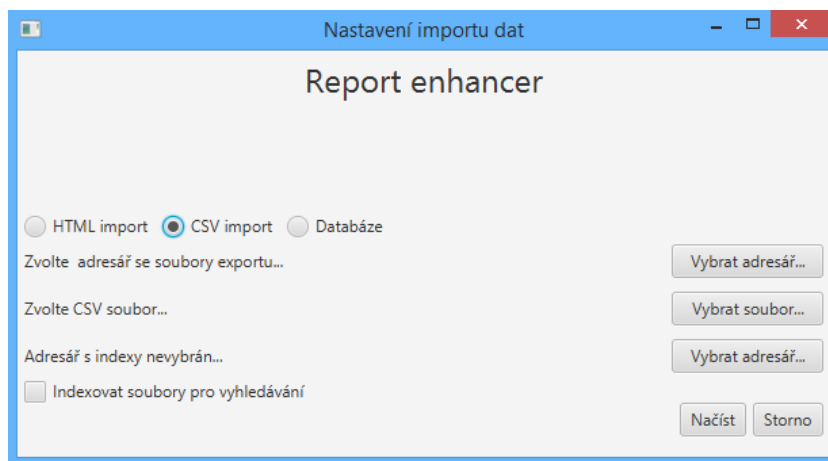 Nastavení importu dat
Report enhancer
HTML import CSV import Databáze
Zvolte adresář se soubory exportu... Vybrat adresář...
Zvolte CSV soubor... Vybrat soubor...
Adresář s indexy nevybrán... Vybrat adresář...
Indexovat soubory pro vyhledávání
Načíst Storno